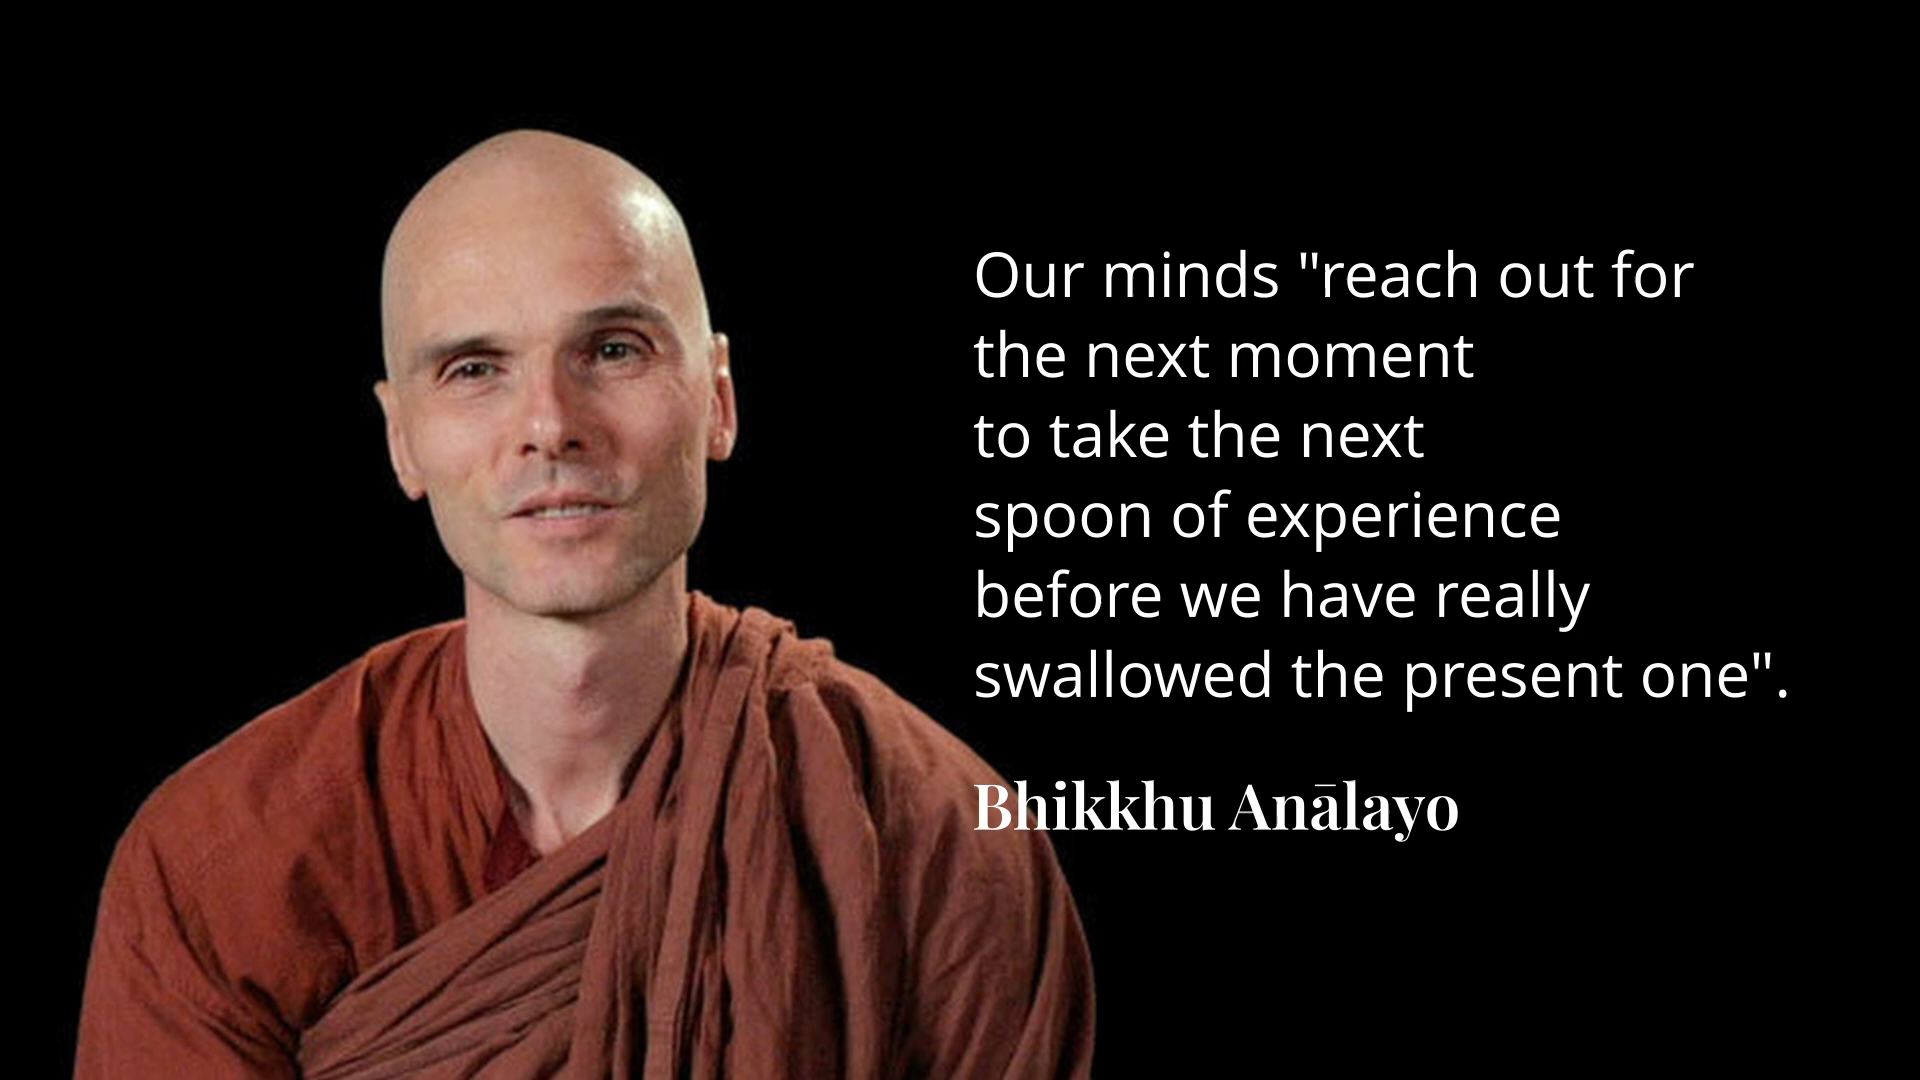 Our minds "reach out for
the next moment
to take the next
spoon of experience
before we have really
swallowed the present one".
Bhikkhu Anālayo